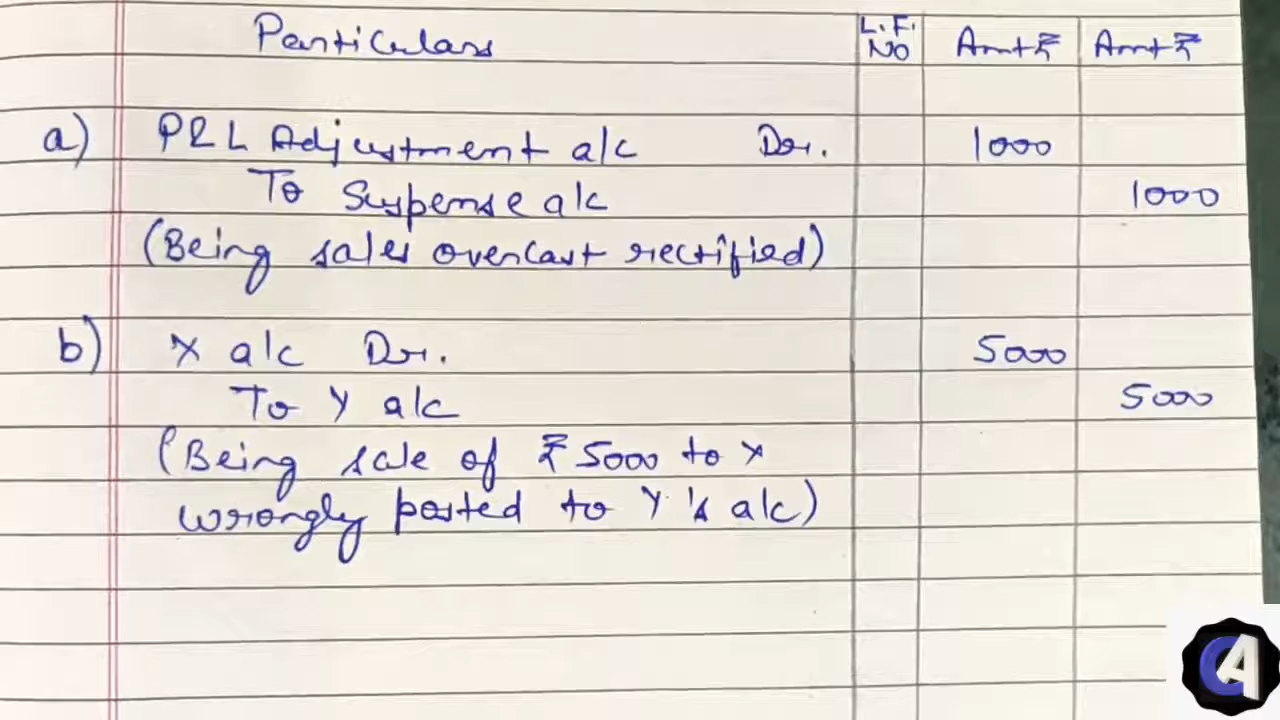 Particulars L.F. No Amt ₹ Amt ₹
a) P&L Adjustment a/c Dr. 1000
To Suspense a/c 1000
(Being sales overcast rectified)
b) X a/c Dr. 5000
To Y a/c 5000
(Being sale of ₹ 5000 to X
wrongly posted to Y's a/c)
CA